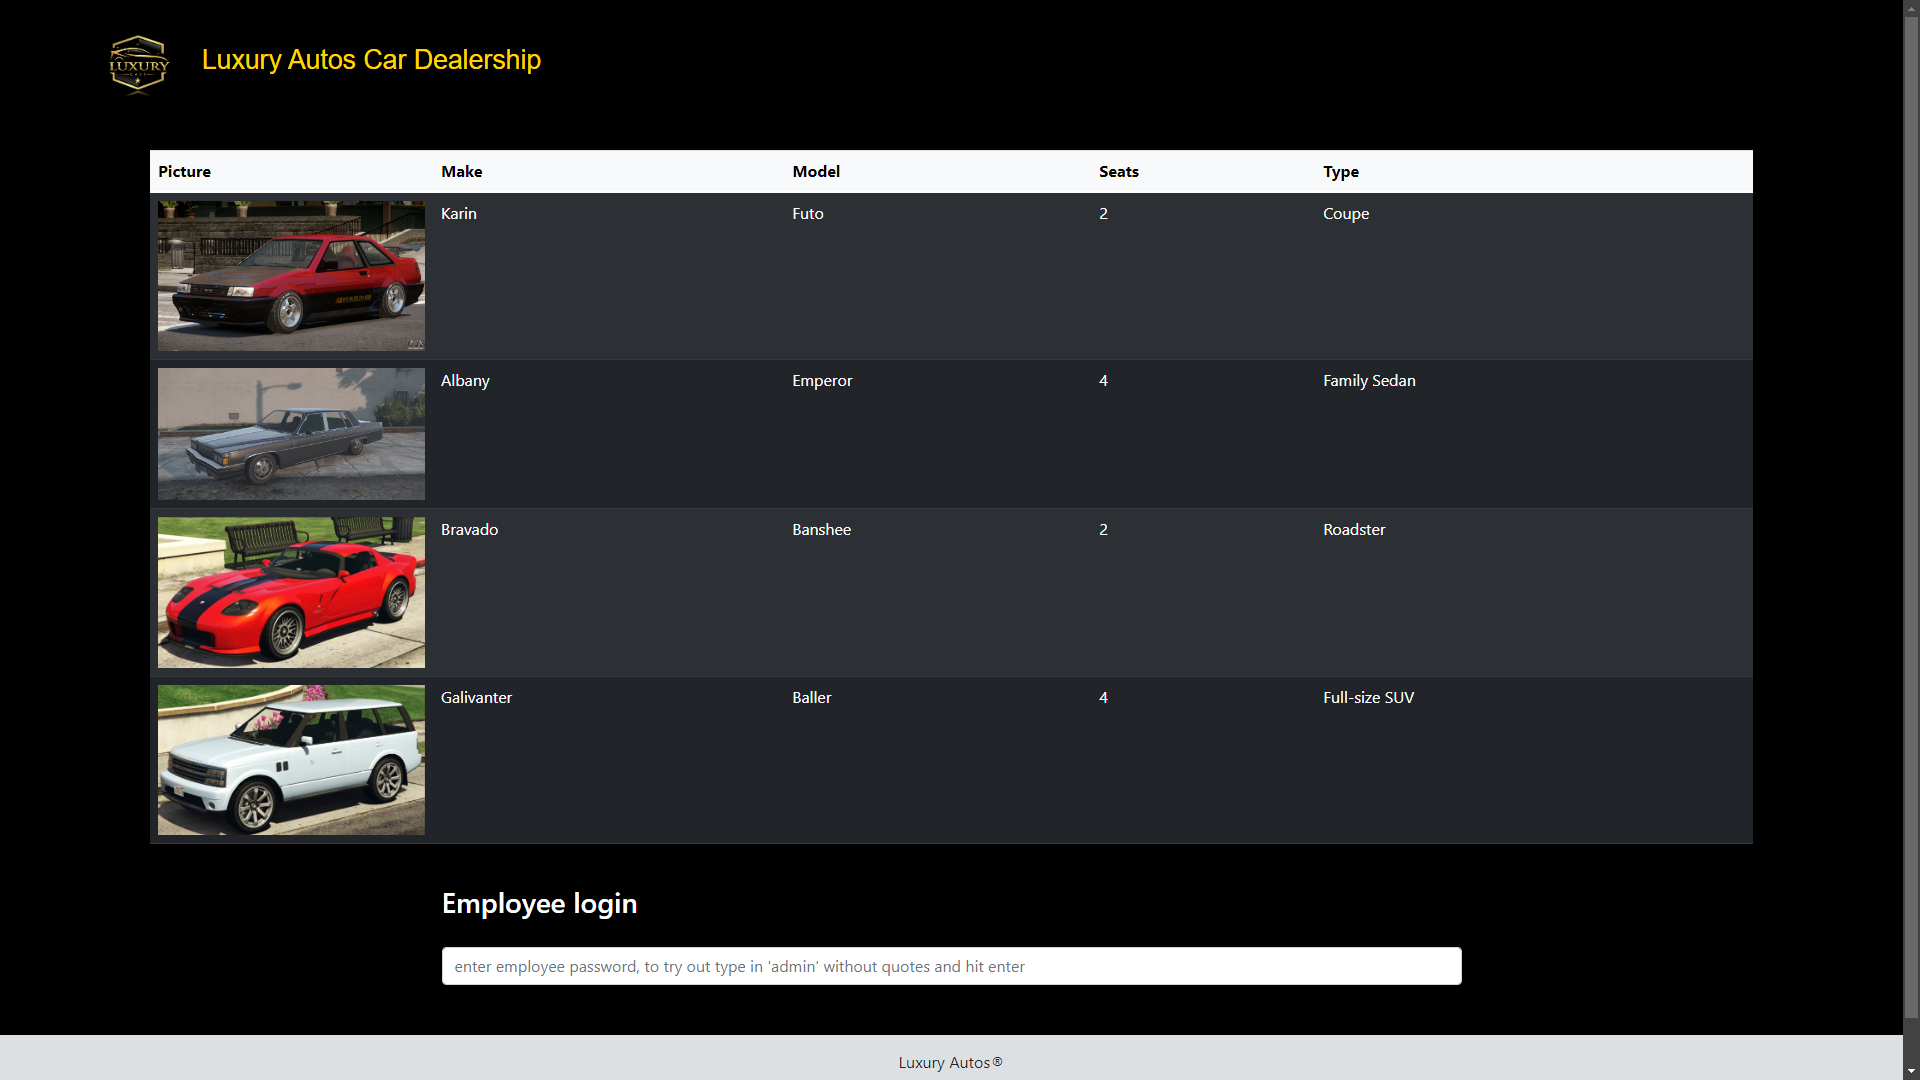 LUXURY
Luxury Autos Car Dealership
Picture Make Model Seats Type
Karin Futo 2 Coupe
Albany Emperor 4 Family Sedan
Bravado Banshee 2 Roadster
Galivanter Baller 4 Full-size SUV
Employee login
enter employee password, to try out type in 'admin' without quotes and hit enter
Luxury Autos®